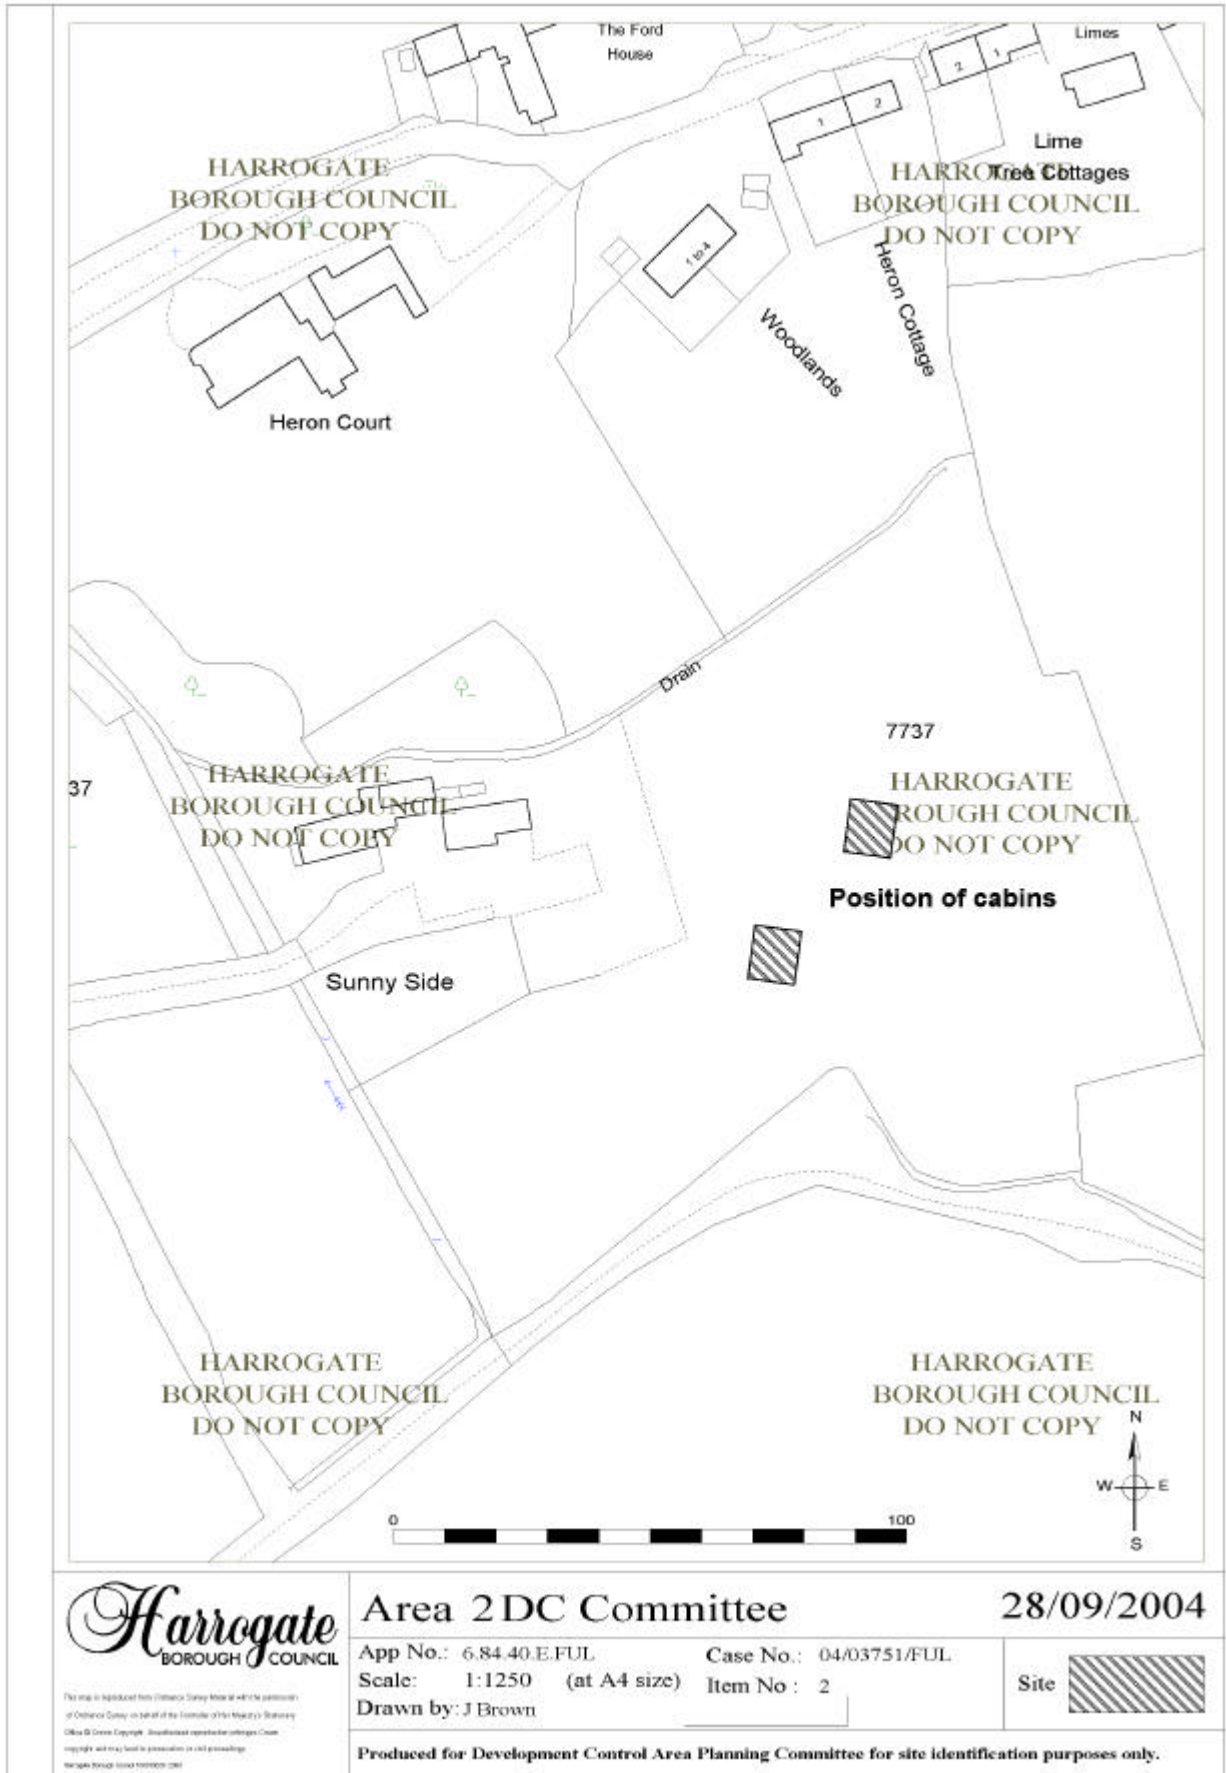 The Ford
House
Limes
2
1
1
2
Lime
Tree Cottages
HARROGATE
BOROUGH COUNCIL
DO NOT COPY
HARROGATE
BOROUGH COUNCIL
DO NOT COPY
1 to 4
Heron Cottage
Woodlands
Heron Court
Drain
7737
37
HARROGATE
BOROUGH COUNCIL
DO NOT COPY
HARROGATE
BOROUGH COUNCIL
DO NOT COPY
Position of cabins
Sunny Side
HARROGATE
BOROUGH COUNCIL
DO NOT COPY
HARROGATE
BOROUGH COUNCIL
DO NOT COPY
N
W E
S
0 100
Harrogate
BOROUGH COUNCIL
Area 2 DC Committee
28/09/2004
App No.: 6.84.40.E.FUL Case No.: 04/03751/FUL
Scale: 1:1250 (at A4 size) Item No : 2
Drawn by: J Brown
Site
Produced for Development Control Area Planning Committee for site identification purposes only.